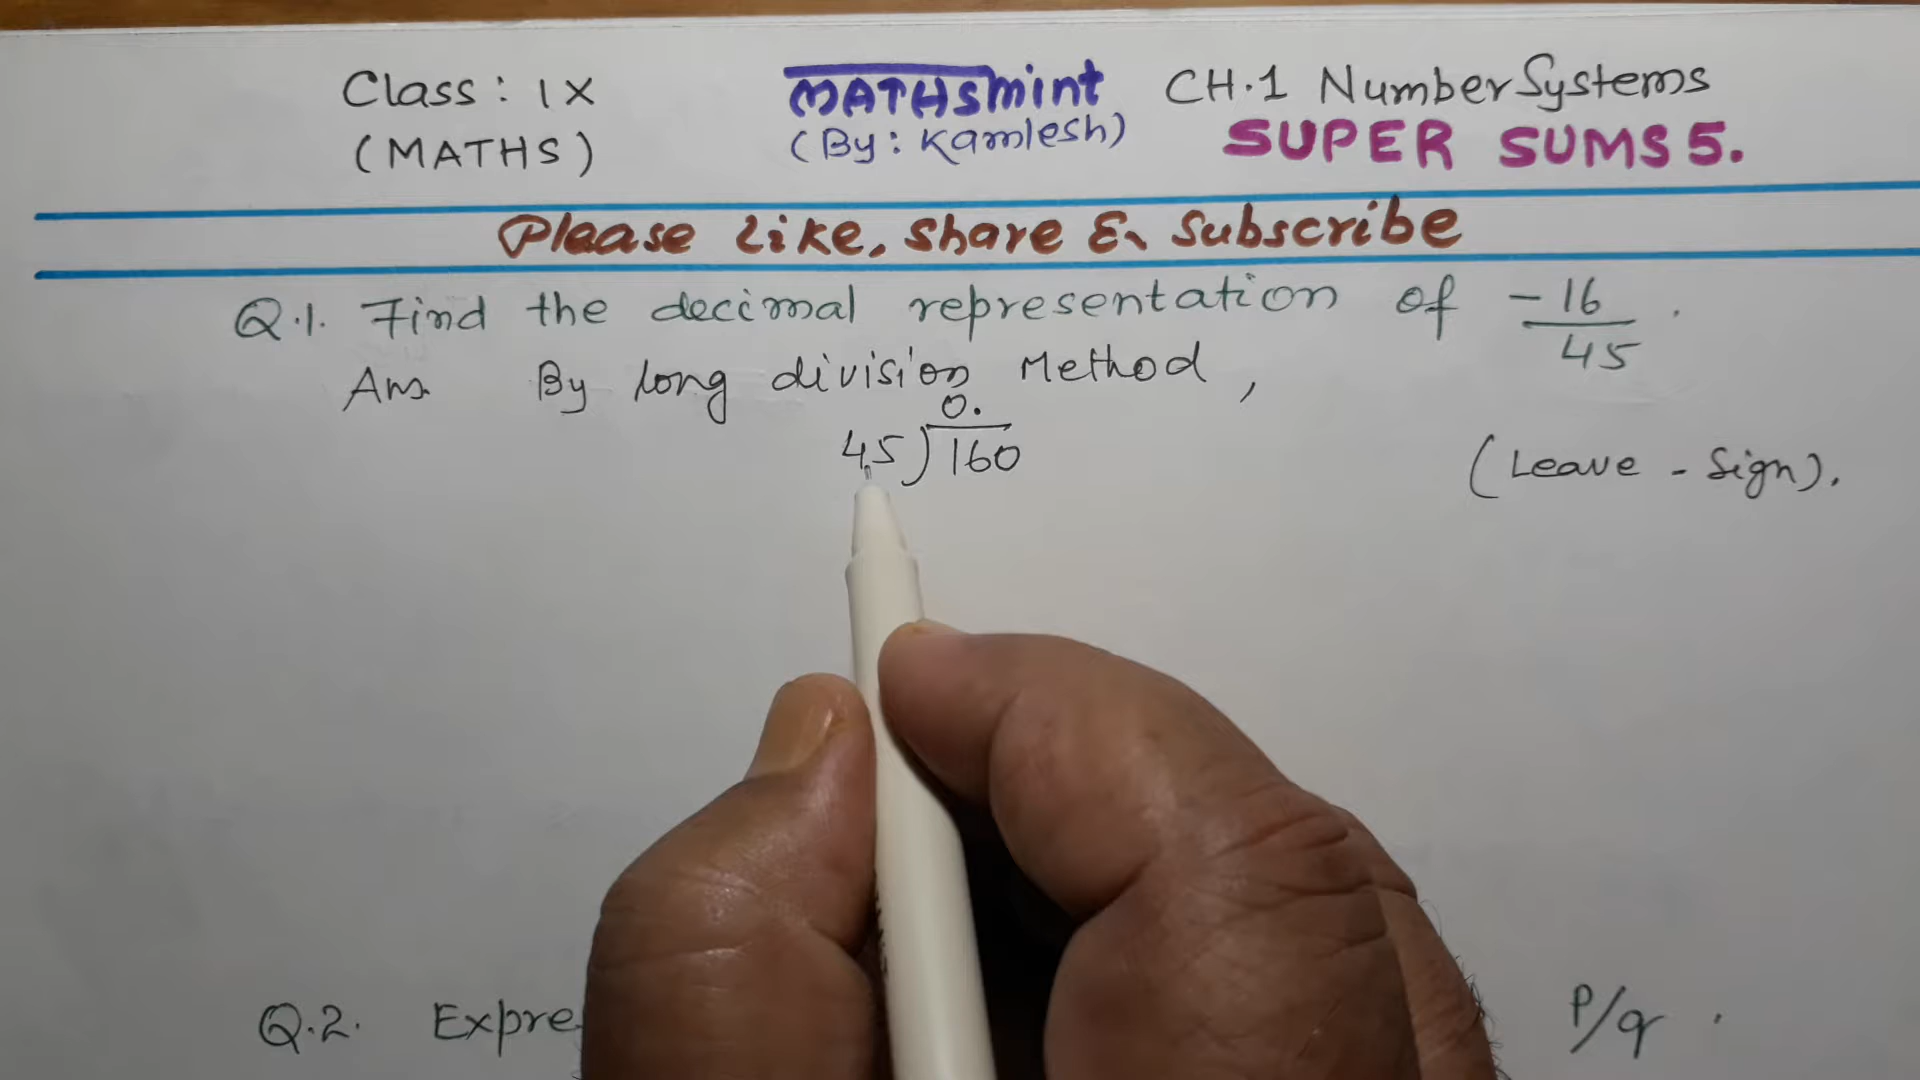 Class: IX MATHSmint CH.1 Number Systems
(MATHS) (By: Kamlesh) SUPER SUMS 5.
Please Like, Share & Subscribe
Q.1. Find the decimal representation of -16/45.
Ans. By long division Method,
0.
45)160 (Leave - Sign).
Q.2. Expre P/q.